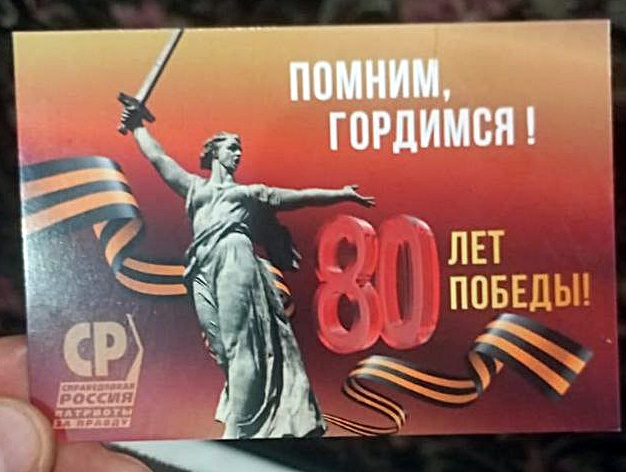 ПОМНИМ,
ГОРДИМСЯ !
80
ЛЕТ
ПОБЕДЫ!
СР
СПРАВЕДЛИВАЯ
РОССИЯ
ПАТРИОТЫ
ЗА ПРАВДУ